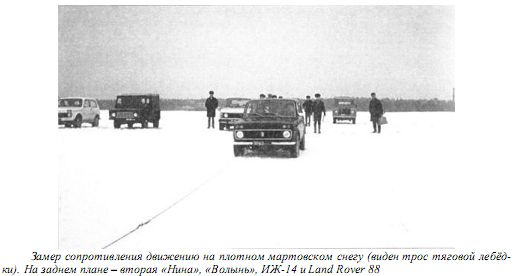 Замер сопротивления движению на плотном мартовском снегу (виден трос тяговой лебёд-
ки). На заднем плане – вторая «Нина», «Волынь», ИЖ-14 и Land Rover 88